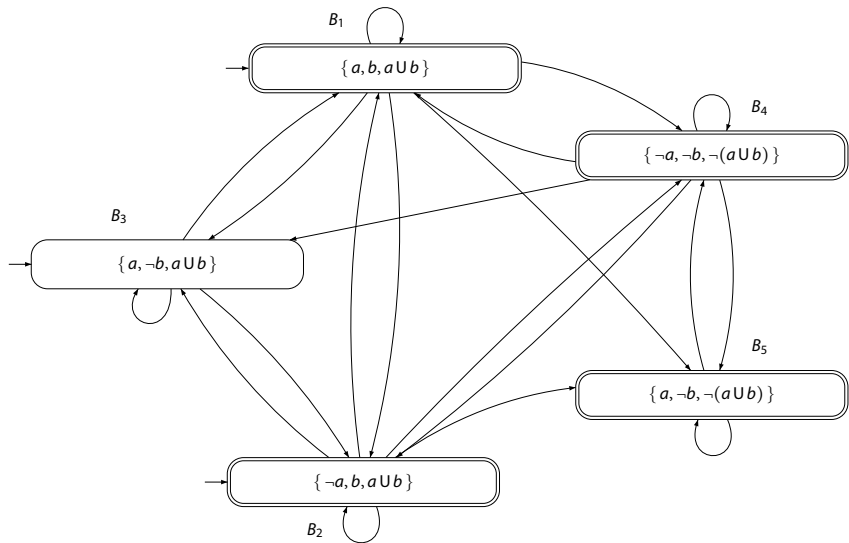 B₁
{ a, b, a U b }
B₄
{ ¬a, ¬b, ¬(a U b) }
B₃
{ a, ¬b, a U b }
B₅
{ a, ¬b, ¬(a U b) }
{ ¬a, b, a U b }
B₂